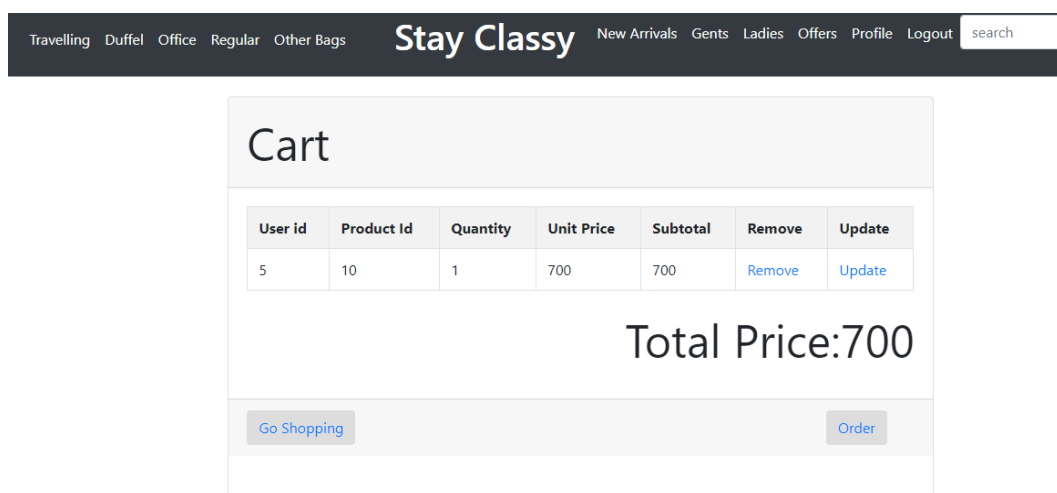 Travelling Duffel Office Regular Other Bags Stay Classy New Arrivals Gents Ladies Offers Profile Logout search
Cart
User id Product Id Quantity Unit Price Subtotal Remove Update
5 10 1 700 700 Remove Update
Total Price:700
Go Shopping Order